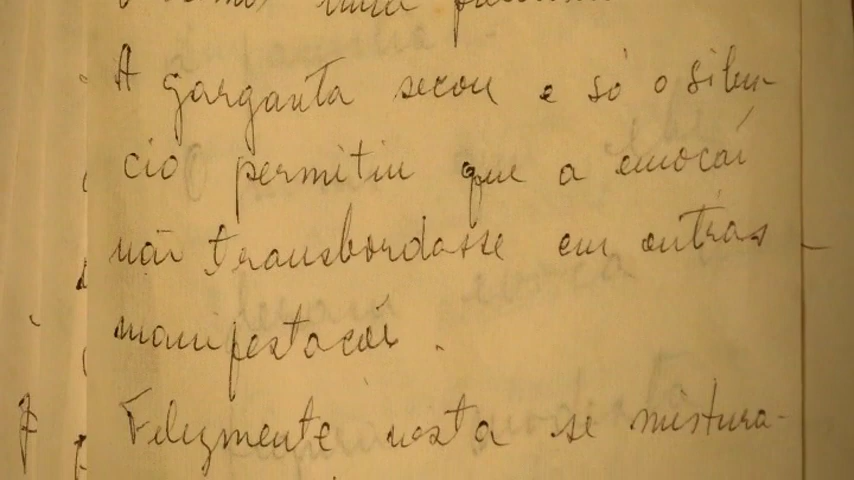 A garganta secou e só o silên-
cio permitiu que a emoção
não transbordasse em outras
manifestações.
Felizmente nesta se mistura-